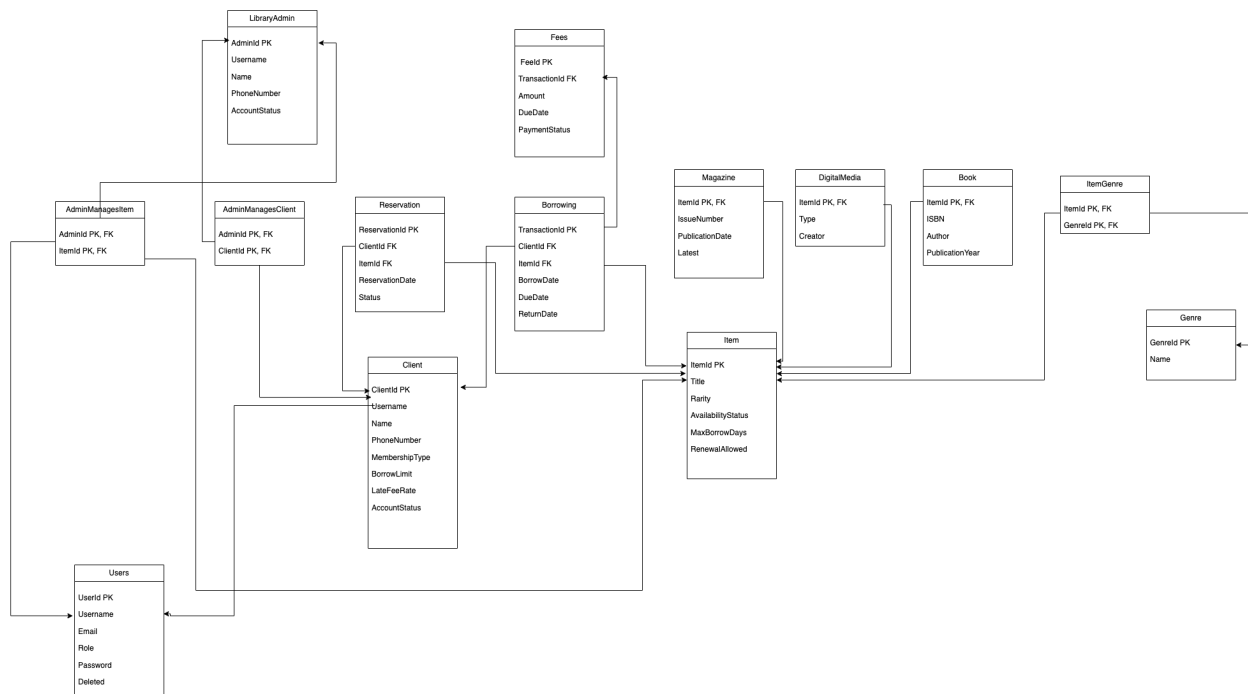 LibraryAdmin
AdminId PK
Username
Name
PhoneNumber
AccountStatus
Fees
FeeId PK
TransactionId FK
Amount
DueDate
PaymentStatus
AdminManagesItem
AdminId PK, FK
ItemId PK, FK
AdminManagesClient
AdminId PK, FK
ClientId PK, FK
Reservation
ReservationId PK
ClientId FK
ItemId FK
ReservationDate
Status
Borrowing
TransactionId PK
ClientId FK
ItemId FK
BorrowDate
DueDate
ReturnDate
Magazine
ItemId PK, FK
IssueNumber
PublicationDate
Latest
DigitalMedia
ItemId PK, FK
Type
Creator
Book
ItemId PK, FK
ISBN
Author
PublicationYear
ItemGenre
ItemId PK, FK
GenreId PK, FK
Genre
GenreId PK
Name
Client
ClientId PK
Username
Name
PhoneNumber
MembershipType
BorrowLimit
LateFeeRate
AccountStatus
Item
ItemId PK
Title
Rarity
AvailabilityStatus
MaxBorrowDays
RenewalAllowed
Users
UserId PK
Username
Email
Role
Password
Deleted